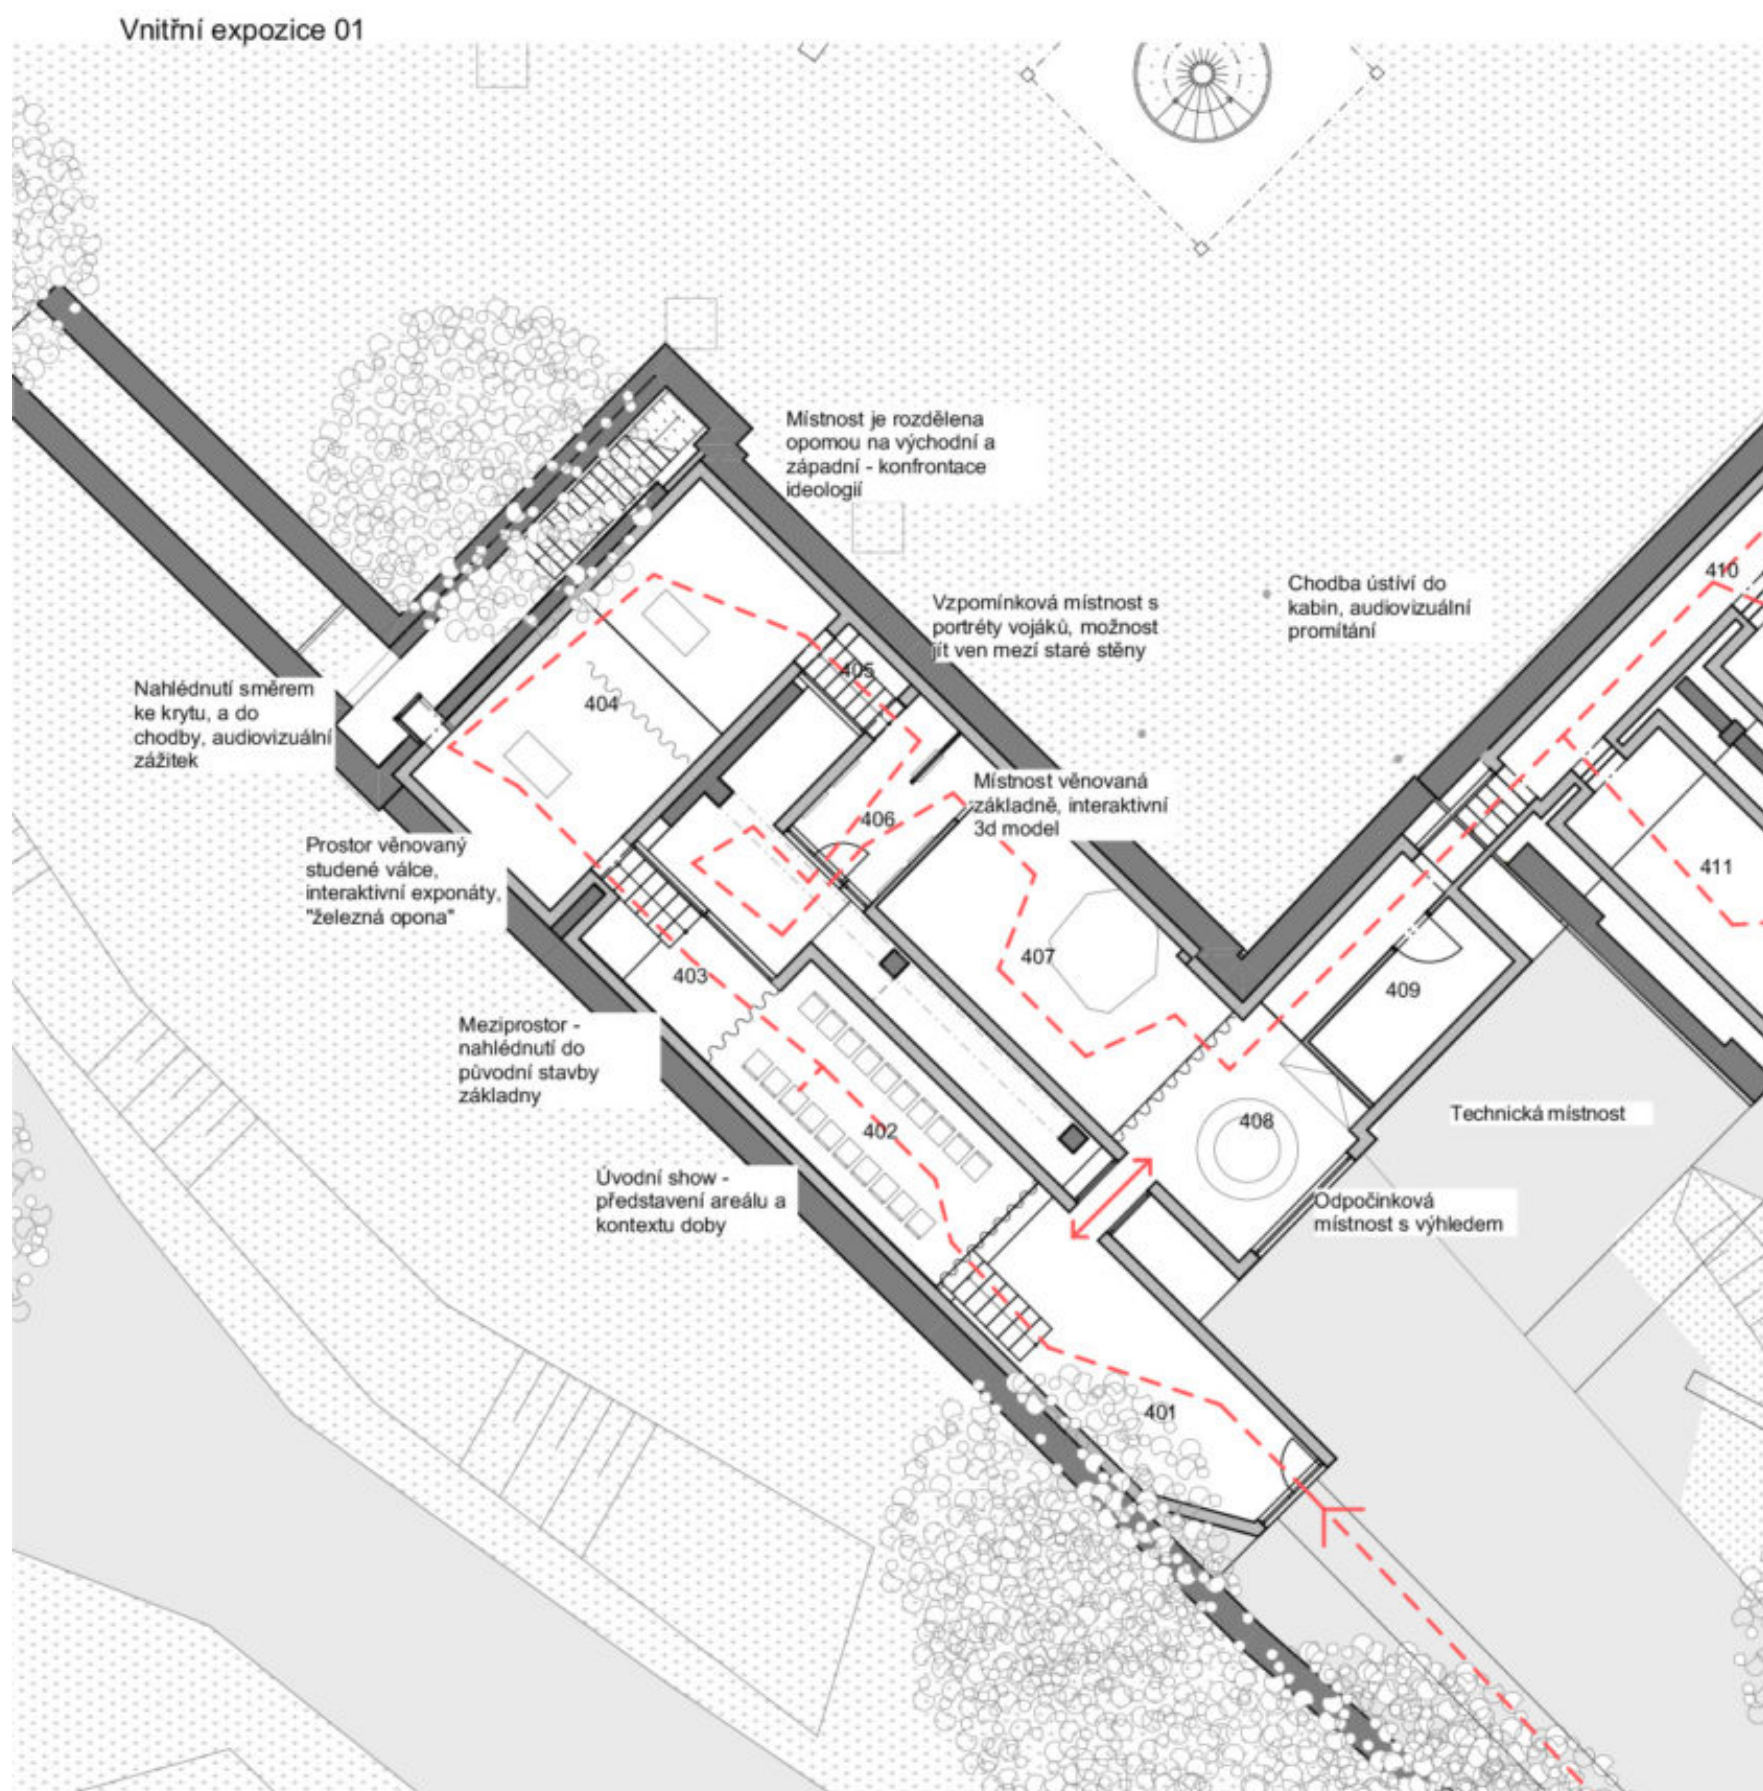 Vnitřní expozice 01
Místnost je rozdělena
opomou na východní a
západní - konfrontace
ideologií
410
Chodba ústíví do
kabin, audiovizuální
promítání
Vzpomínková místnost s
portréty vojáků, možnost
jít ven mezí staré stěny
405
Nahlédnutí směrem
ke krytu, a do
chodby, audiovizuální
zážitek
404
Místnost věnovaná
základně, interaktivní
3d model
406
Prostor věnovaný
studené válce,
interaktivní exponáty,
"železná opona"
411
407
403
409
Meziprostor -
nahlédnutí do
původní stavby
základny
402
408
Technická místnost
Úvodní show -
představení areálu a
kontextu doby
Odpočinková
místnost s výhledem
401